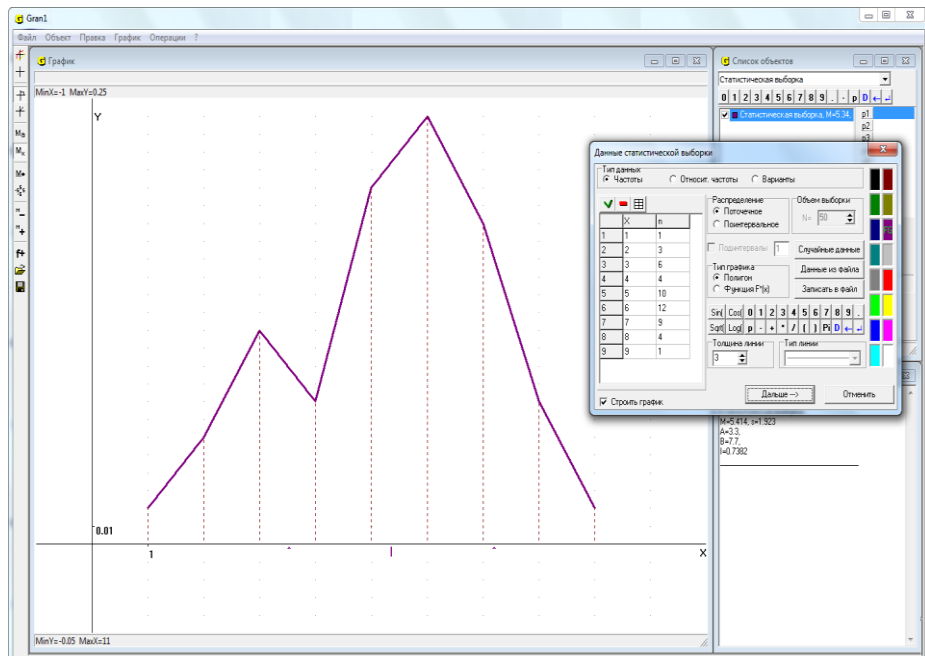 Gran1
Файл Объект Правка График Операции ?
График
MinX=-1 MaxY=0.25
Y
0.01
1
X
MinY=-0.05 MaxX=11
Список объектов
Статистическая выборка
0 1 2 3 4 5 6 7 8 9 . - p D
Статистическая выборка, M=5.34,
p1
p2
Данные статистической выборки
Тип данных
Частоты Относит. частоты Варианты
X n
1 1 1
2 2 3
3 3 6
4 4 4
5 5 10
6 6 12
7 7 9
8 8 4
9 9 1
Строить график
Распределение
Поточечное
Поинтервальное
Объем выборки
N= 50
Подинтервалы 1
Случайные данные
Тип графика
Полигон
Функция F*(x)
Данные из файла
Записать в файл
Sin( Cos( 0 1 2 3 4 5 6 7 8 9 .
Sqrt( Log( p - + * / ( ) Pi D
Толщина линии
3
Тип линии
Дальше -->
Отменить
M=5.414, s=1.923
A=3.3,
B=7.7,
I=0.7382